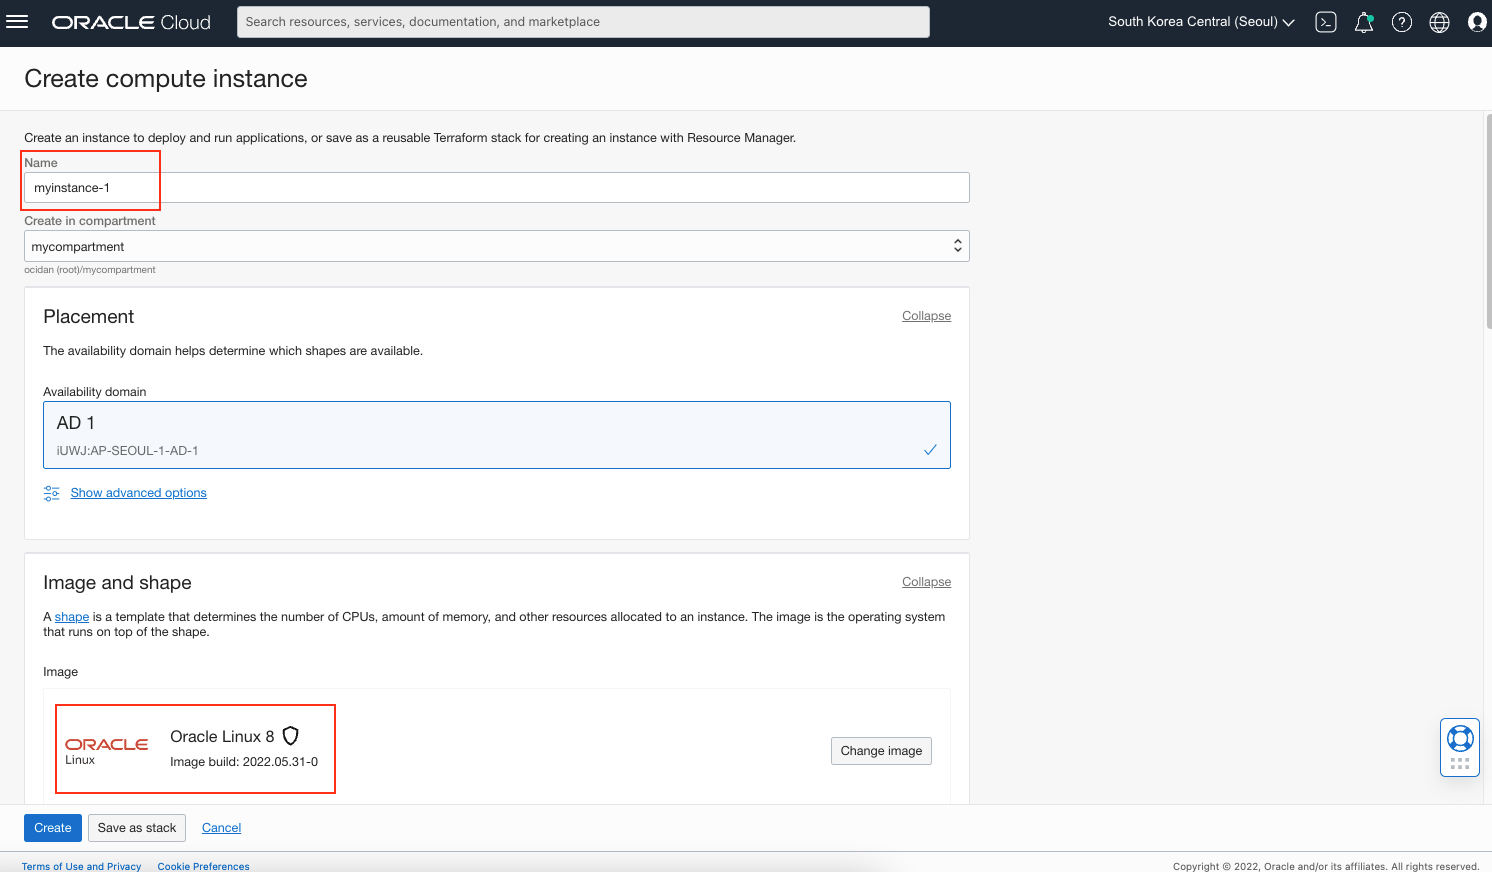 ORACLE Cloud
Search resources, services, documentation, and marketplace
South Korea Central (Seoul)
Create compute instance
Create an instance to deploy and run applications, or save as a reusable Terraform stack for creating an instance with Resource Manager.
Name
myinstance-1
Create in compartment
mycompartment
ocidan (root)/mycompartment
Placement
Collapse
The availability domain helps determine which shapes are available.
Availability domain
AD 1
iUWJ:AP-SEOUL-1-AD-1
Show advanced options
Image and shape
Collapse
A shape is a template that determines the number of CPUs, amount of memory, and other resources allocated to an instance. The image is the operating system
that runs on top of the shape.
Image
ORACLE
Linux
Oracle Linux 8
Image build: 2022.05.31-0
Change image
Create
Save as stack
Cancel
Terms of Use and Privacy
Cookie Preferences
Copyright © 2022, Oracle and/or its affiliates. All rights reserved.